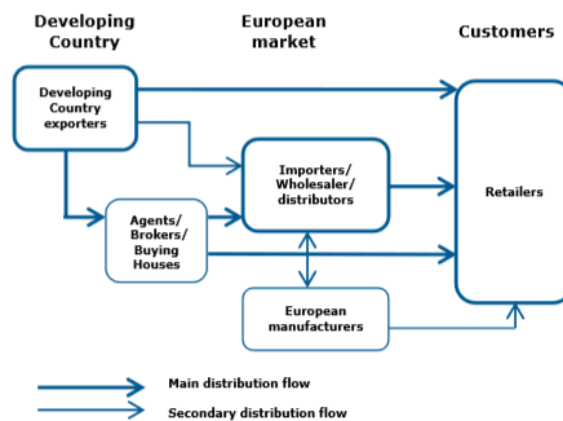 Developing
Country
European
market
Customers
Developing
Country
exporters
Importers/
Wholesaler/
distributors
Retailers
Agents/
Brokers/
Buying
Houses
European
manufacturers
Main distribution flow
Secondary distribution flow